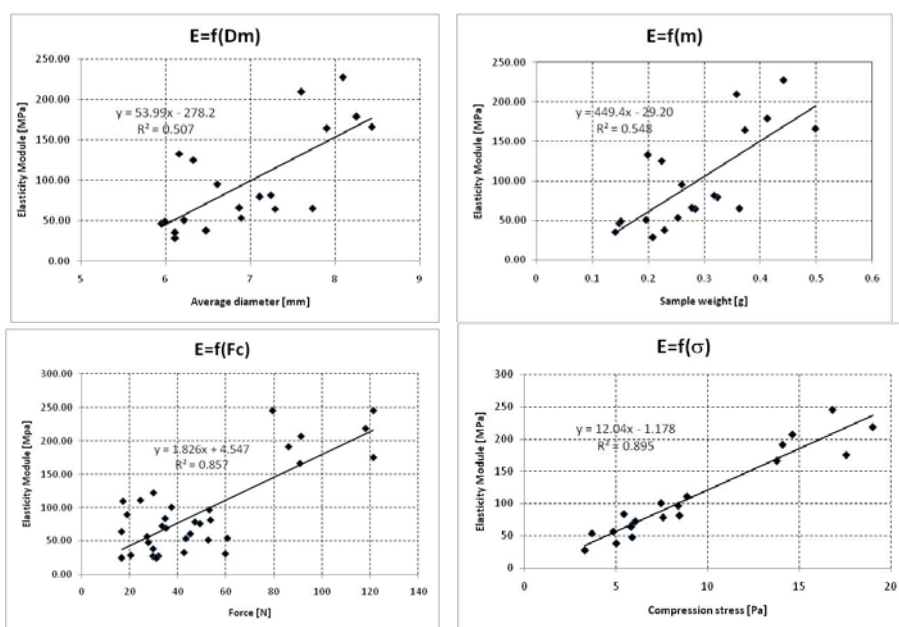 E=f(Dm)
Elasticity Module [MPa]
250.00
200.00
150.00
100.00
50.00
0.00
y = 53.99x - 278.2
R² = 0.507
5 6 7 8 9
Average diameter [mm]
E=f(m)
Elasticity Module [MPa]
250.00
200.00
150.00
100.00
50.00
0.00
y = 449.4x - 29.20
R² = 0.548
0 0.1 0.2 0.3 0.4 0.5 0.6
Sample weight [g]
E=f(Fc)
Elasticity Module [Mpa]
300.00
250.00
200.00
150.00
100.00
50.00
0.00
y = 1.826x + 4.547
R² = 0.857
0 20 40 60 80 100 120 140
Force [N]
E=f(σ)
Elasticity Module [MPa]
300
250
200
150
100
50
0
y = 12.04x - 1.178
R² = 0.895
0 5 10 15 20
Compression stress [Pa]